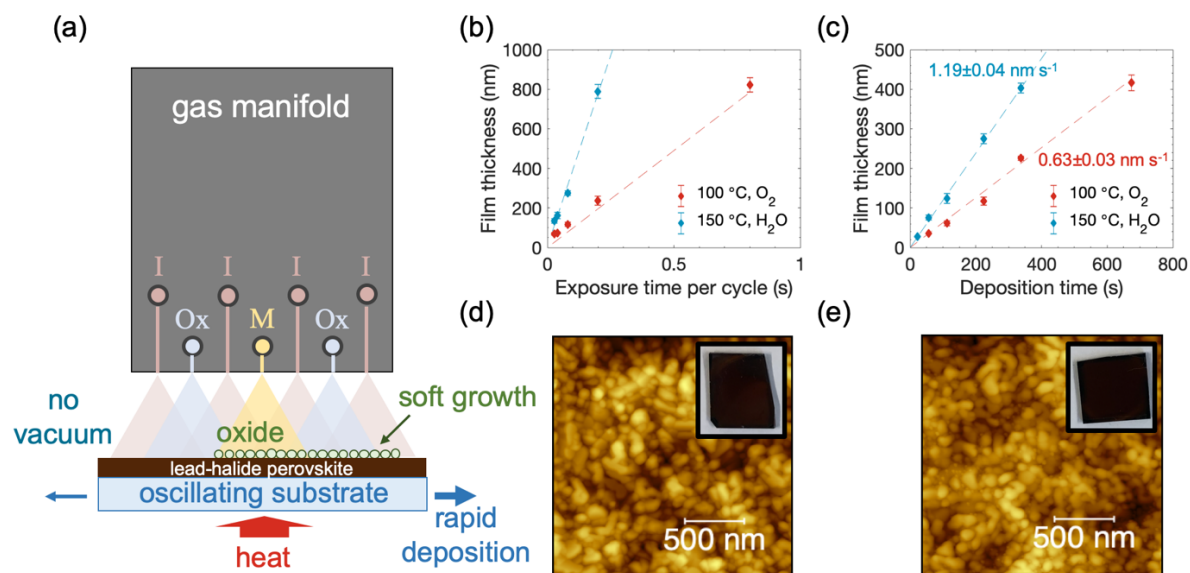 (a)
gas manifold
I
I
I
I
Ox
M
Ox
no
vacuum
soft growth
oxide
lead-halide perovskite
oscillating substrate
rapid
deposition
heat
(b)
1000
800
600
400
200
0
Film thickness (nm)
100 °C, O₂
150 °C, H₂O
0
0.5
1
Exposure time per cycle (s)
(c)
500
400
300
200
100
0
Film thickness (nm)
1.19±0.04 nm s⁻¹
0.63±0.03 nm s⁻¹
100 °C, O₂
150 °C, H₂O
0
200
400
600
800
Deposition time (s)
(d)
500 nm
(e)
500 nm